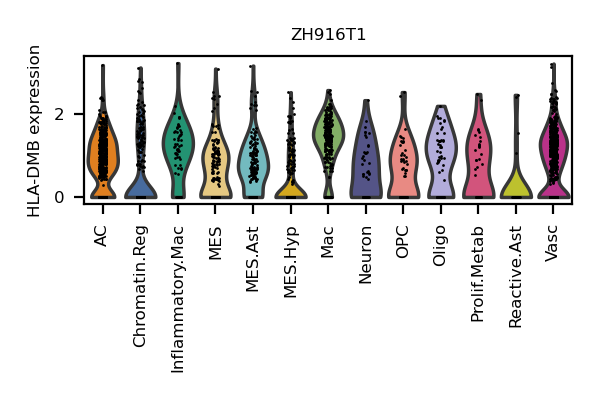 ZH916T1
HLA-DMB expression
2
0
AC
Chromatin.Reg
Inflammatory.Mac
MES
MES.Ast
MES.Hyp
Mac
Neuron
OPC
Oligo
Prolif.Metab
Reactive.Ast
Vasc